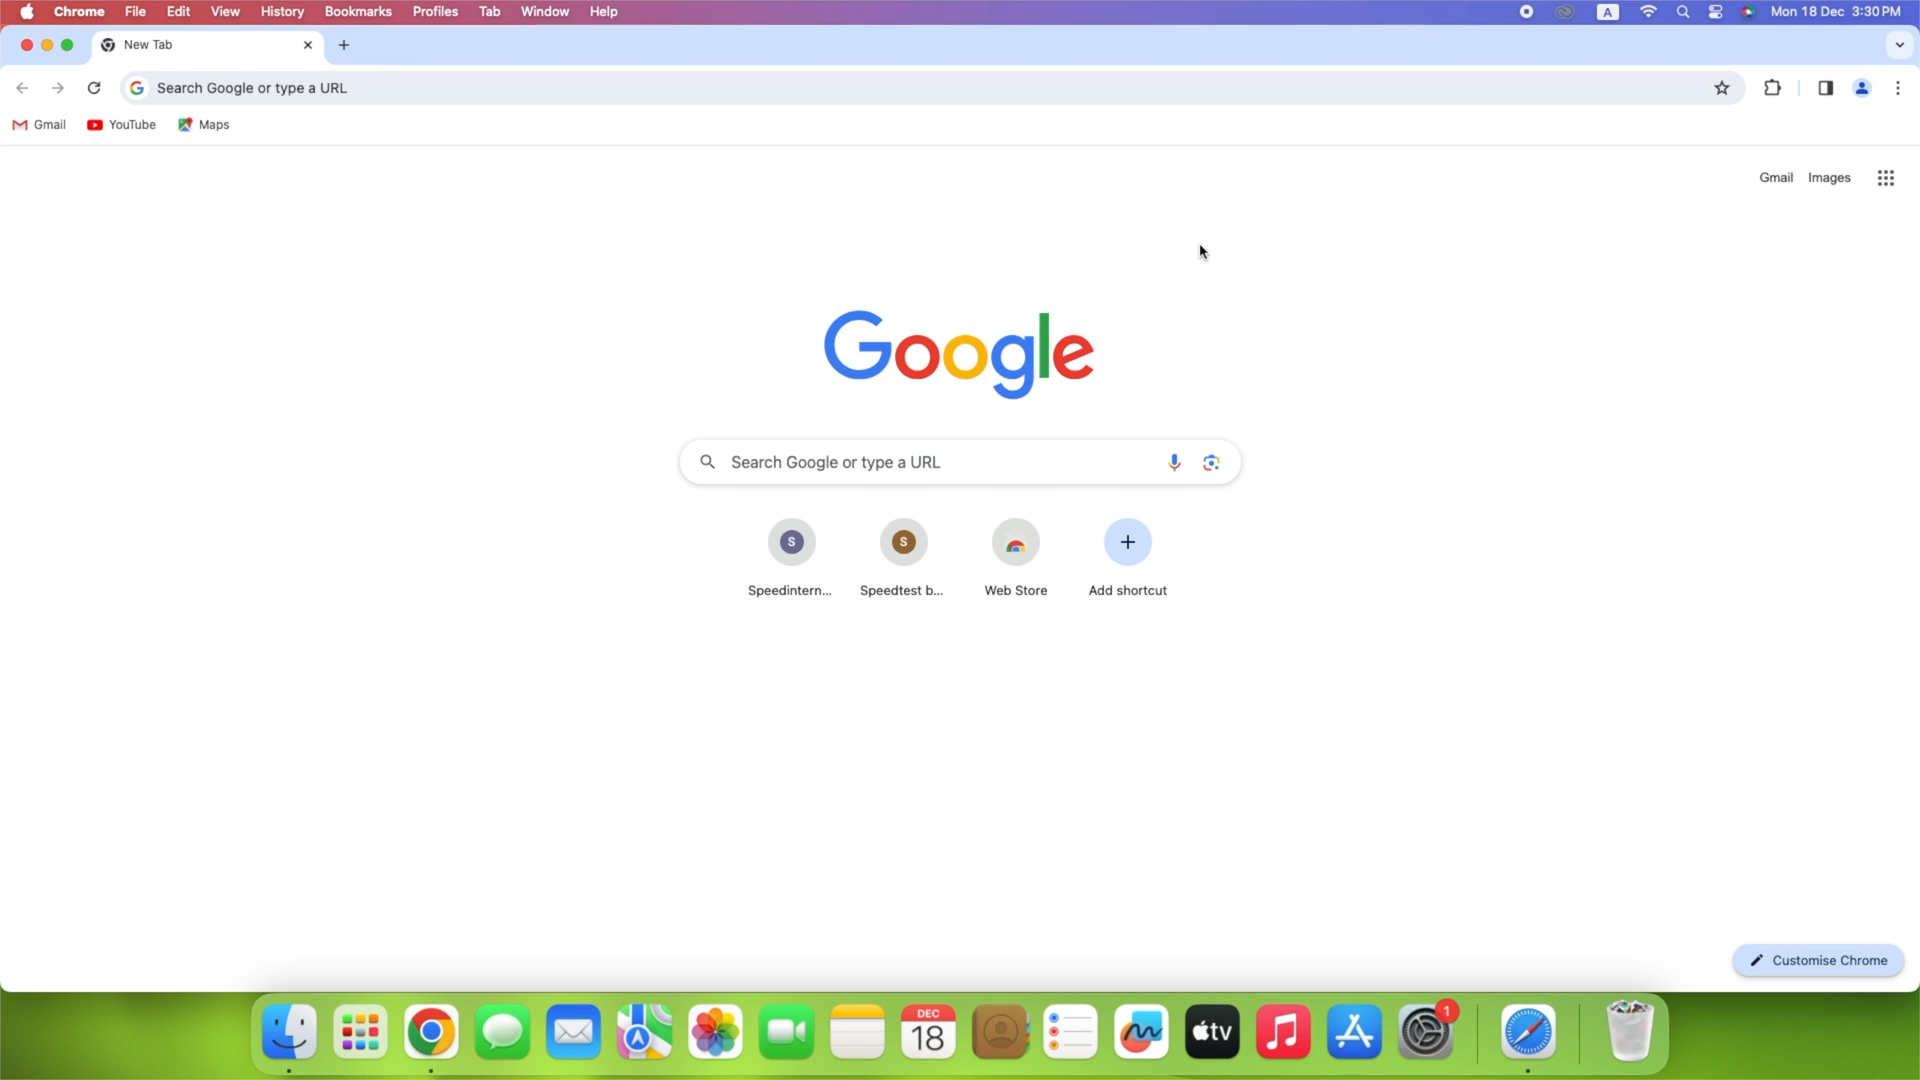 Chrome File Edit View History Bookmarks Profiles Tab Window Help A Mon 18 Dec 3:30 PM
New Tab
Search Google or type a URL
Gmail YouTube Maps
Gmail Images
Google
Search Google or type a URL
S S
Speedintern... Speedtest b... Web Store Add shortcut
Customise Chrome
DEC
18
tv
1